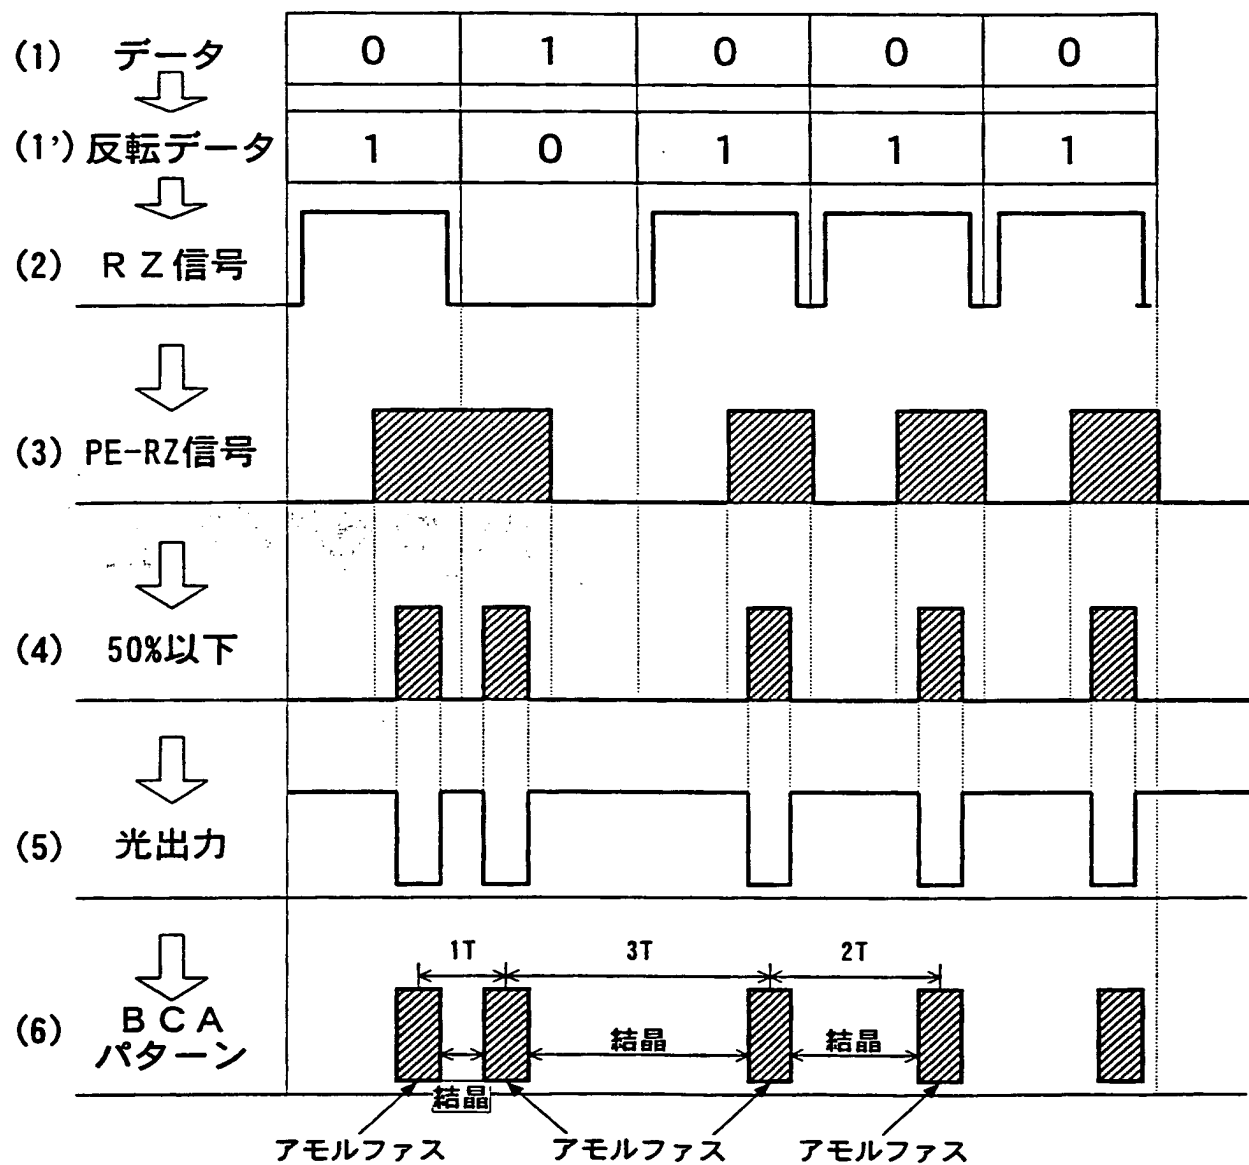 (1) データ 0 1 0 0 0
(1') 反転データ 1 0 1 1 1
(2) RZ信号
(3) PE-RZ信号
(4) 50%以下
(5) 光出力
1T 3T 2T
(6) BCA
パターン
結晶 結晶
結晶
アモルファス アモルファス アモルファス